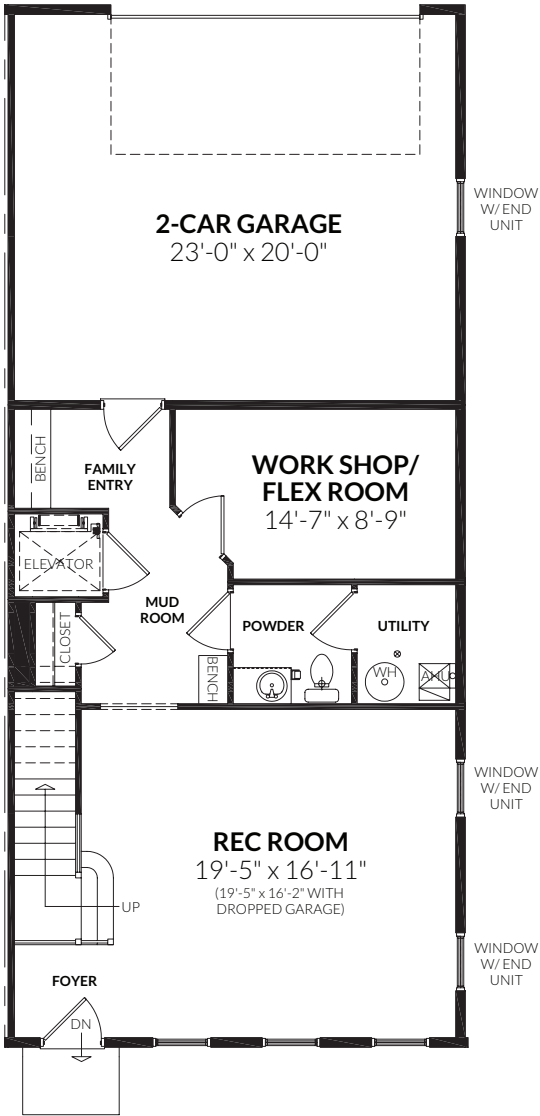 WINDOW
W/ END
UNIT
2-CAR GARAGE
23'-0" x 20'-0"
BENCH
FAMILY
ENTRY
WORK SHOP/
FLEX ROOM
14'-7" x 8'-9"
ELEVATOR
MUD
ROOM
CLOSET
POWDER
UTILITY
BENCH
WH
AHU
WINDOW
W/ END
UNIT
REC ROOM
19'-5" x 16'-11"
(19'-5" x 16'-2" WITH
DROPPED GARAGE)
UP
WINDOW
W/ END
UNIT
FOYER
DN